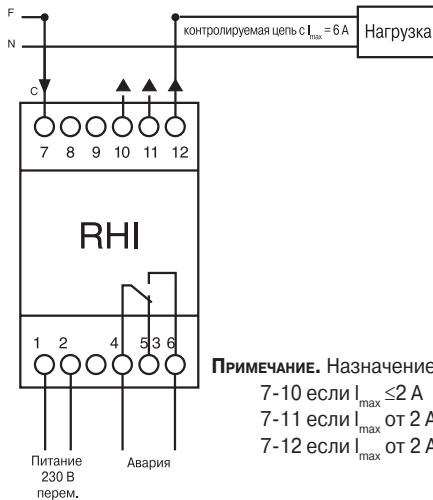 F
N
контролируемая цепь с Imax = 6 А
Нагрузка
C
7 8 9 10 11 12
RHI
1 2 4 5 3 6
Питание
230 В
перем.
Авария
Примечание. Назначение
7-10 если Imax ≤2 А
7-11 если Imax от 2 А
7-12 если Imax от 2 А